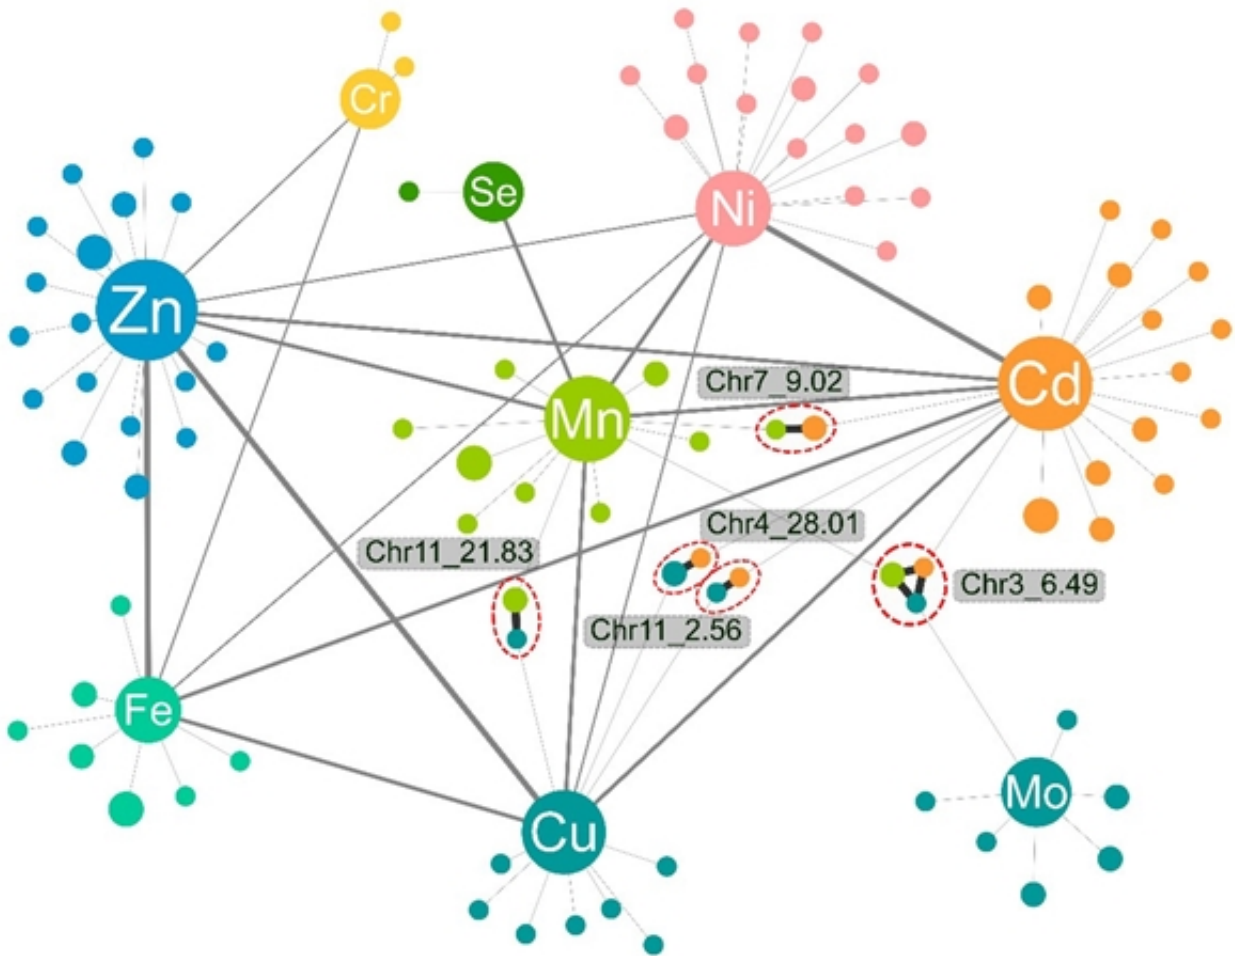 Cr
Se
Ni
Zn
Chr7_9.02
Cd
Mn
Chr4_28.01
Chr11_21.83
Chr3_6.49
Chr11_2.56
Fe
Mo
Cu